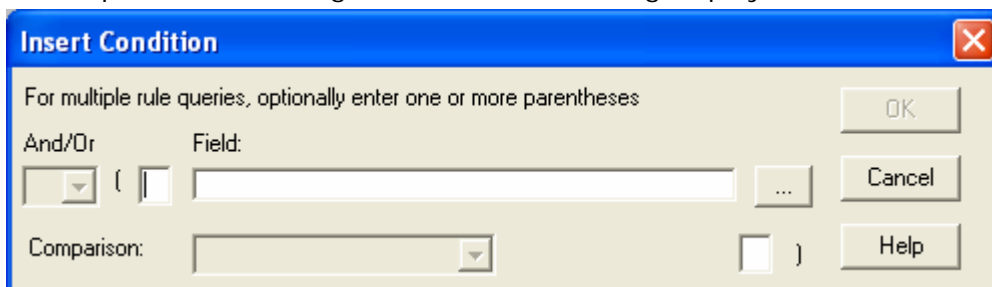 Insert Condition
For multiple rule queries, optionally enter one or more parentheses
OK
And/Or Field:
(
...
Cancel
Comparison:
)
Help